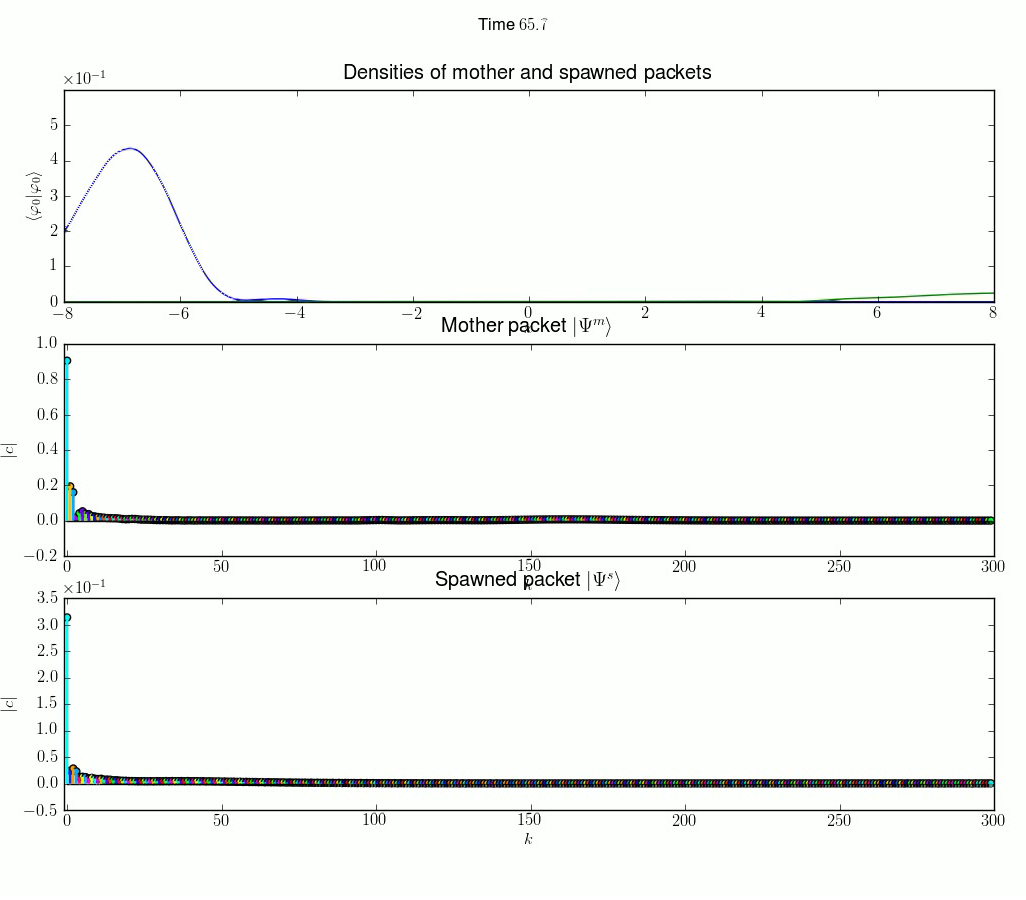 Time 65.7
Densities of mother and spawned packets
×10⁻¹
5
4
3
2
1
0
⟨φ₀|φ₀⟩
−8 −6 −4 −2 0 2 4 6 8
Mother packet |Ψᵐ⟩
1.0
0.8
0.6
0.4
0.2
0.0
−0.2
|c|
0 50 100 150 200 250 300
Spawned packet |Ψˢ⟩
×10⁻¹
3.5
3.0
2.5
2.0
1.5
1.0
0.5
0.0
−0.5
|c|
0 50 100 150 200 250 300
k